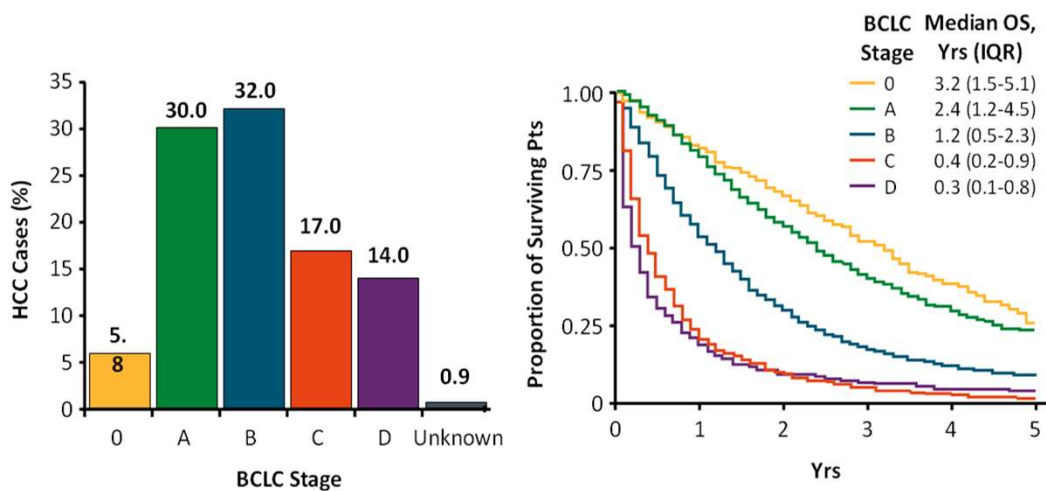 HCC Cases (%)
35
30
25
20
15
10
5
0
5.
8
30.0
32.0
17.0
14.0
0.9
0 A B C D Unknown
BCLC Stage
Proportion of Surviving Pts
1.00
0.75
0.50
0.25
0
0 1 2 3 4 5
Yrs
BCLC Median OS,
Stage Yrs (IQR)
0 3.2 (1.5-5.1)
A 2.4 (1.2-4.5)
B 1.2 (0.5-2.3)
C 0.4 (0.2-0.9)
D 0.3 (0.1-0.8)